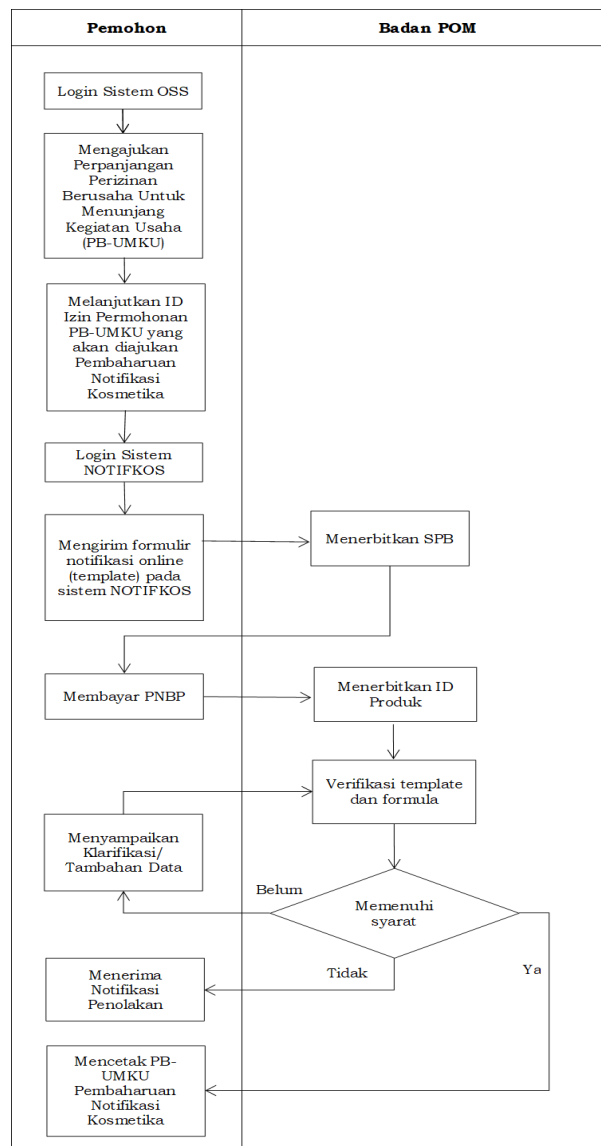 Pemohon
Badan POM
Login Sistem OSS
Mengajukan
Perpanjangan
Perizinan
Berusaha Untuk
Menunjang
Kegiatan Usaha
(PB-UMKU)
Melanjutkan ID
Izin Permohonan
PB-UMKU yang
akan diajukan
Pembaharuan
Notifikasi
Kosmetika
Login Sistem
NOTIFKOS
Mengirim formulir
notifikasi online
(template) pada
sistem NOTIFKOS
Menerbitkan SPB
Membayar PNBP
Menerbitkan ID
Produk
Verifikasi template
dan formula
Menyampaikan
Klarifikasi/
Tambahan Data
Belum
Memenuhi
syarat
Tidak
Ya
Menerima
Notifikasi
Penolakan
Mencetak PB-
UMKU
Pembaharuan
Notifikasi
Kosmetika